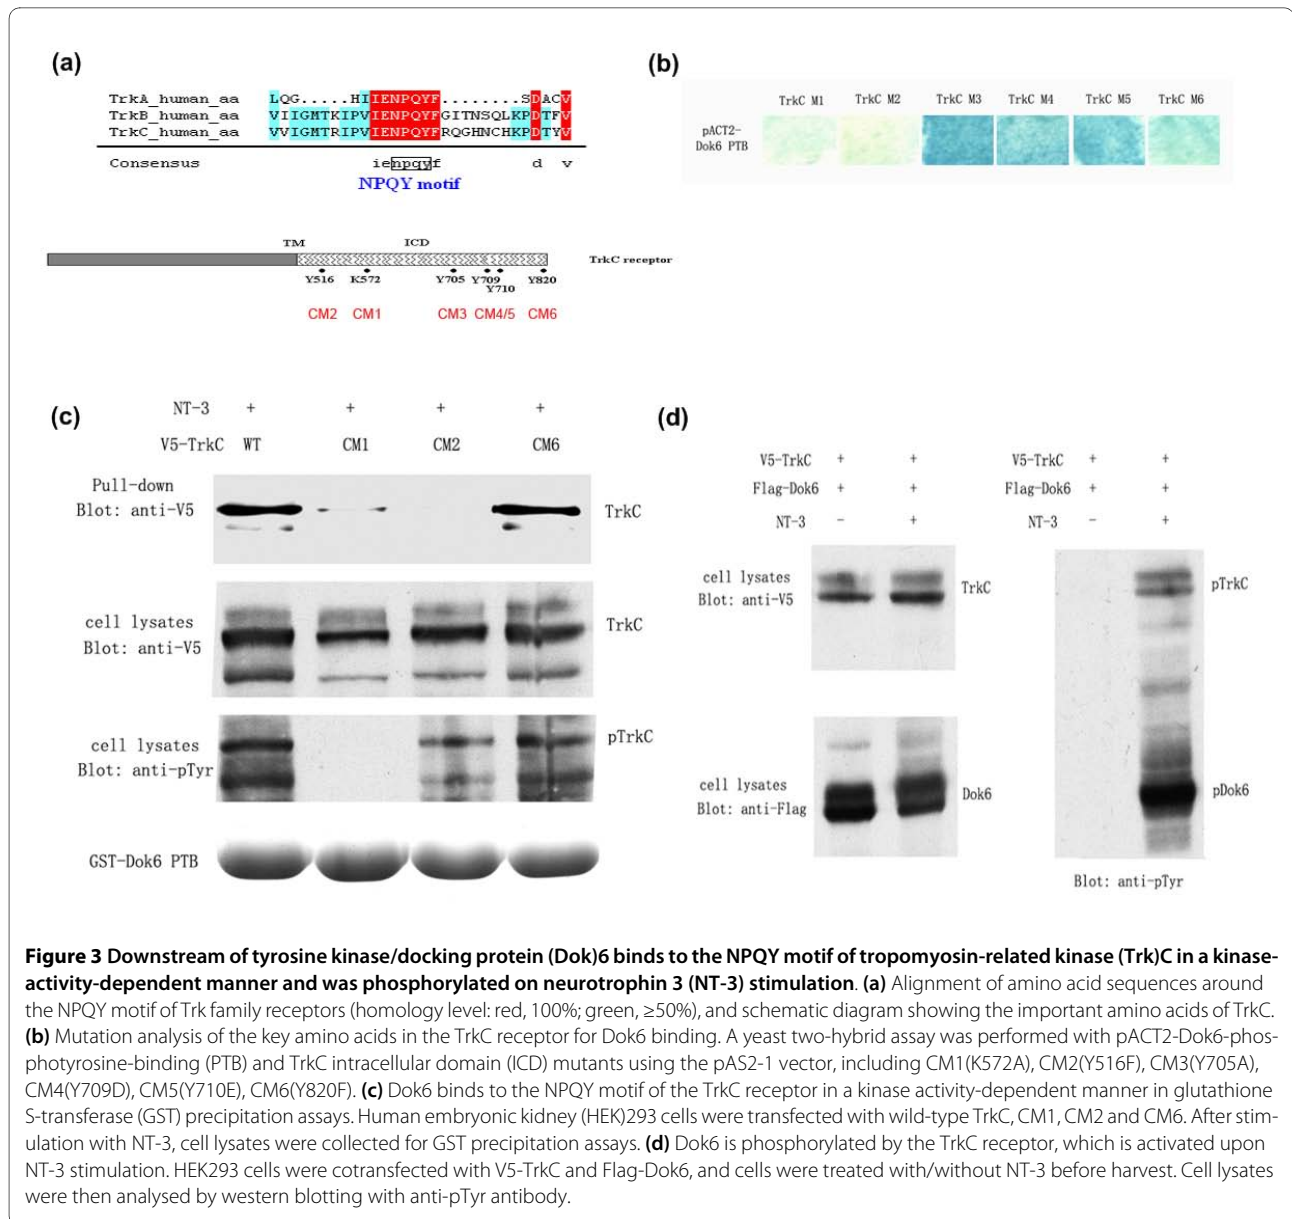 (a)
TrkA_human_aa LQG.....HIIENPQYF........SDACV
TrkB_human_aa VIIGMTKIPVIENPQYFGITNSQLKPDTFV
TrkC_human_aa VVIGMTRIPVIENPQYFRQGHNCHKPDTYV
Consensus ienpqyf d v
NPQY motif
TM ICD
TrkC receptor
Y516 K572 Y705 Y709 Y710 Y820
CM2 CM1 CM3 CM4/5 CM6
(b)
TrkC M1 TrkC M2 TrkC M3 TrkC M4 TrkC M5 TrkC M6
pACT2-
Dok6 PTB
(c)
NT-3 + + + +
V5-TrkC WT CM1 CM2 CM6
Pull-down
Blot: anti-V5
TrkC
cell lysates
Blot: anti-V5
TrkC
cell lysates
Blot: anti-pTyr
pTrkC
GST-Dok6 PTB
(d)
V5-TrkC + +
Flag-Dok6 + +
NT-3 - +
cell lysates
Blot: anti-V5
TrkC
cell lysates
Blot: anti-Flag
Dok6
V5-TrkC + +
Flag-Dok6 + +
NT-3 - +
pTrkC
pDok6
Blot: anti-pTyr
Figure 3 Downstream of tyrosine kinase/docking protein (Dok)6 binds to the NPQY motif of tropomyosin-related kinase (Trk)C in a kinase-
activity-dependent manner and was phosphorylated on neurotrophin 3 (NT-3) stimulation. (a) Alignment of amino acid sequences around
the NPQY motif of Trk family receptors (homology level: red, 100%; green, ≥50%), and schematic diagram showing the important amino acids of TrkC.
(b) Mutation analysis of the key amino acids in the TrkC receptor for Dok6 binding. A yeast two-hybrid assay was performed with pACT2-Dok6-phos-
photyrosine-binding (PTB) and TrkC intracellular domain (ICD) mutants using the pAS2-1 vector, including CM1(K572A), CM2(Y516F), CM3(Y705A),
CM4(Y709D), CM5(Y710E), CM6(Y820F). (c) Dok6 binds to the NPQY motif of the TrkC receptor in a kinase activity-dependent manner in glutathione
S-transferase (GST) precipitation assays. Human embryonic kidney (HEK)293 cells were transfected with wild-type TrkC, CM1, CM2 and CM6. After stim-
ulation with NT-3, cell lysates were collected for GST precipitation assays. (d) Dok6 is phosphorylated by the TrkC receptor, which is activated upon
NT-3 stimulation. HEK293 cells were cotransfected with V5-TrkC and Flag-Dok6, and cells were treated with/without NT-3 before harvest. Cell lysates
were then analysed by western blotting with anti-pTyr antibody.